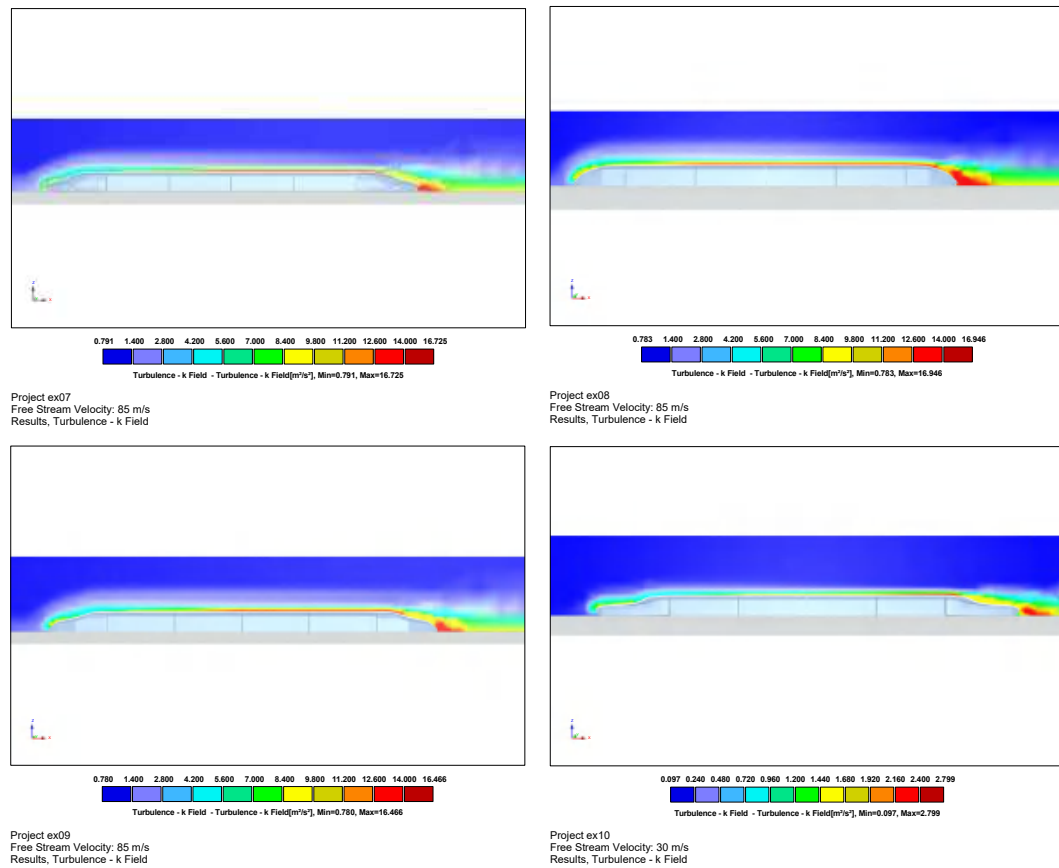 0.791 1.400 2.800 4.200 5.600 7.000 8.400 9.800 11.200 12.600 14.000 16.725
Turbulence - k Field - Turbulence - k Field[m²/s²], Min=0.791, Max=16.725
Project ex07
Free Stream Velocity: 85 m/s
Results, Turbulence - k Field
0.783 1.400 2.800 4.200 5.600 7.000 8.400 9.800 11.200 12.600 14.000 16.946
Turbulence - k Field - Turbulence - k Field[m²/s²], Min=0.783, Max=16.946
Project ex08
Free Stream Velocity: 85 m/s
Results, Turbulence - k Field
0.780 1.400 2.800 4.200 5.600 7.000 8.400 9.800 11.200 12.600 14.000 16.466
Turbulence - k Field - Turbulence - k Field[m²/s²], Min=0.780, Max=16.466
Project ex09
Free Stream Velocity: 85 m/s
Results, Turbulence - k Field
0.097 0.240 0.480 0.720 0.960 1.200 1.440 1.680 1.920 2.160 2.400 2.799
Turbulence - k Field - Turbulence - k Field[m²/s²], Min=0.097, Max=2.799
Project ex10
Free Stream Velocity: 30 m/s
Results, Turbulence - k Field